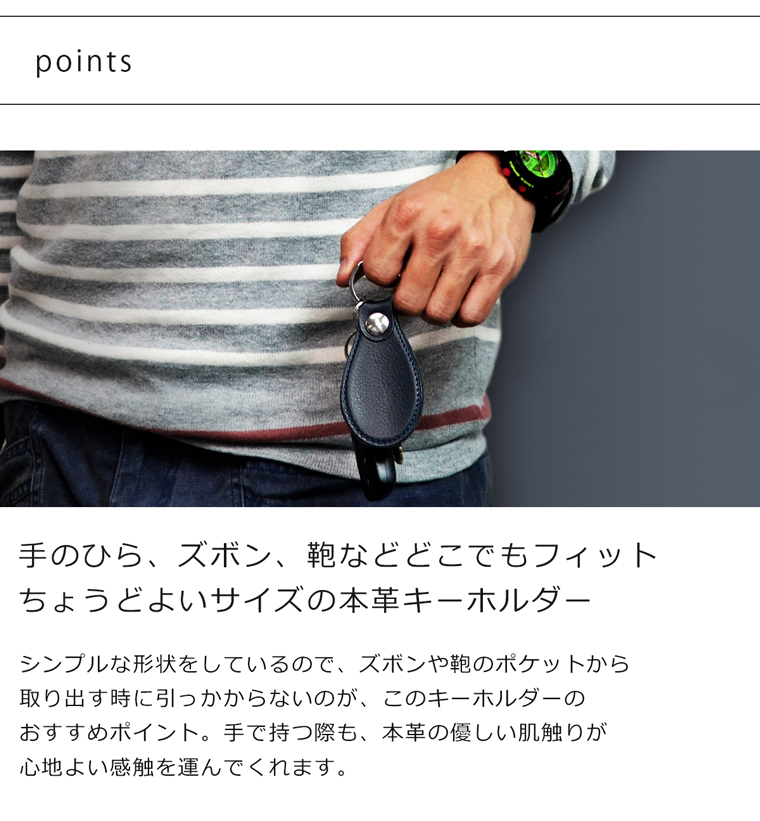 points
手のひら、ズボン、鞄などどこでもフィット
ちょうどよいサイズの本革キーホルダー
シンプルな形状をしているので、ズボンや鞄のポケットから
取り出す時に引っかからないのが、このキーホルダーの
おすすめポイント。手で持つ際も、本革の優しい肌触りが
心地よい感触を運んでくれます。